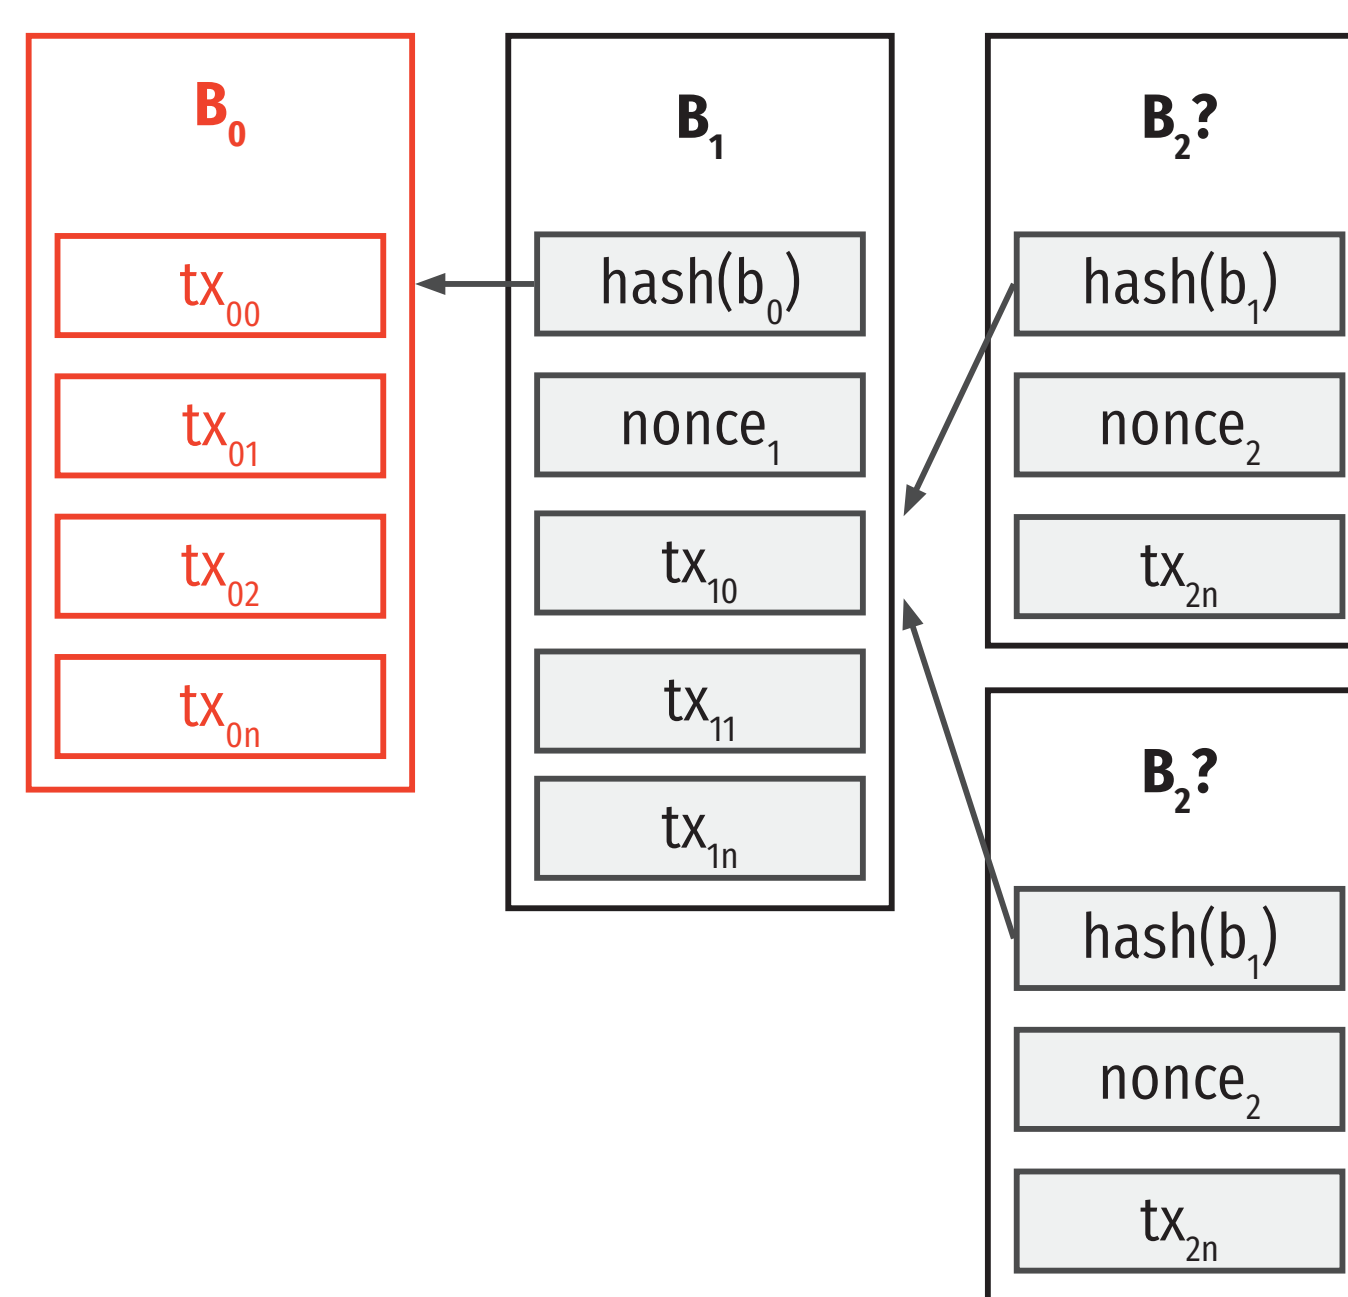 B₀
tx₀₀
tx₀₁
tx₀₂
tx₀ₙ
B₁
hash(b₀)
nonce₁
tx₁₀
tx₁₁
tx₁ₙ
B₂?
hash(b₁)
nonce₂
tx₂ₙ
B₂?
hash(b₁)
nonce₂
tx₂ₙ